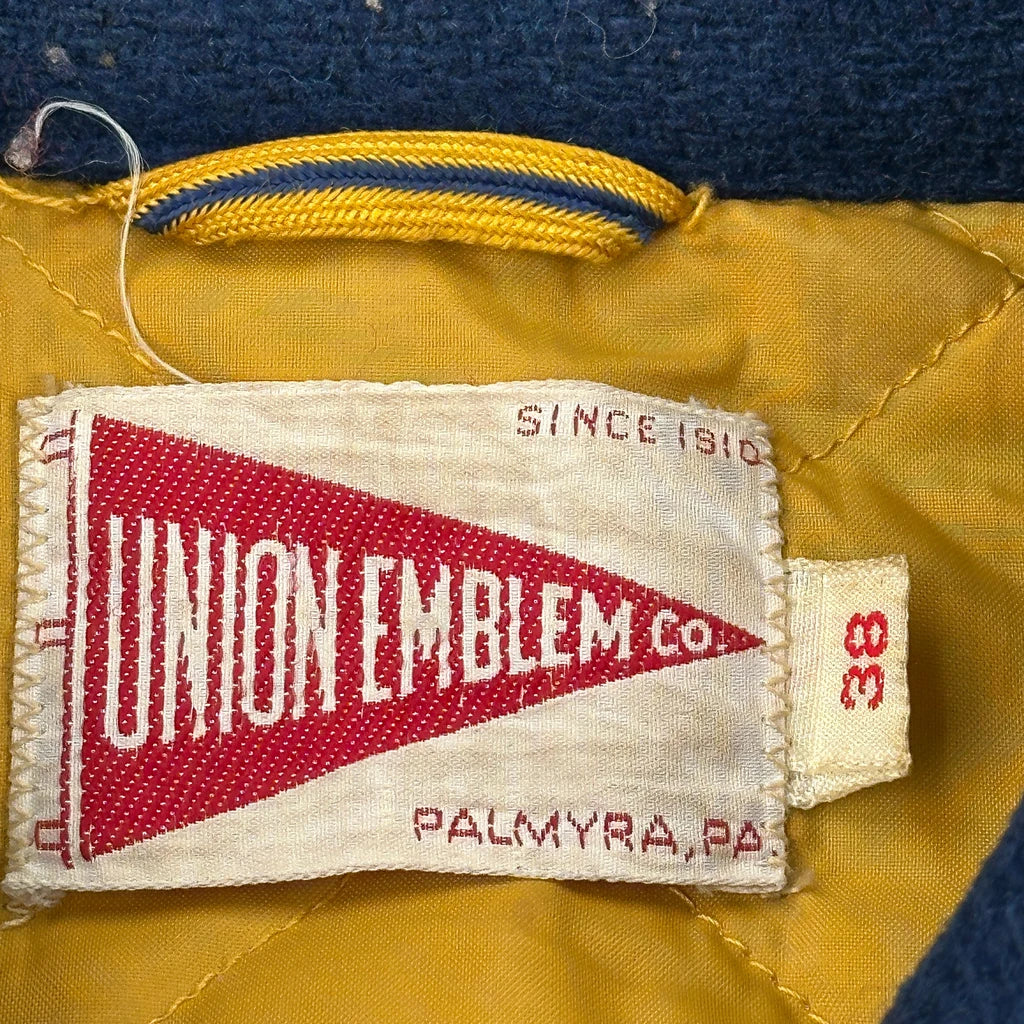 SINCE 1910
UNION EMBLEM CO.
PALMYRA, PA.
38